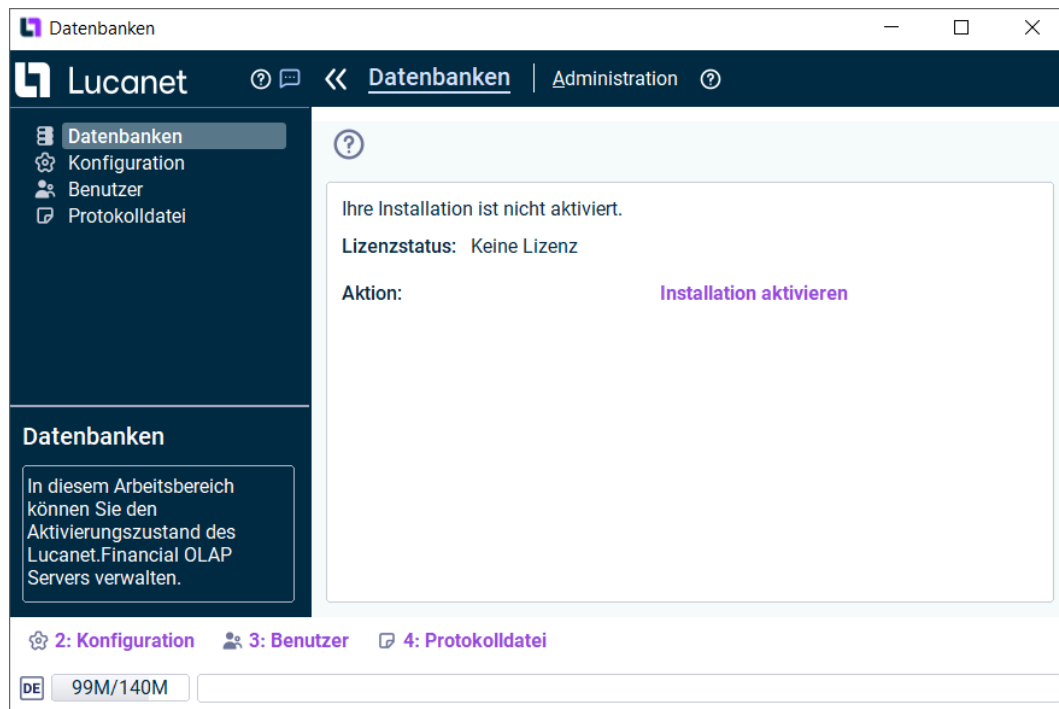 Datenbanken
Lucanet
Datenbanken
Administration
Datenbanken
Konfiguration
Benutzer
Protokolldatei
Ihre Installation ist nicht aktiviert.
Lizenzstatus: Keine Lizenz
Aktion: Installation aktivieren
Datenbanken
In diesem Arbeitsbereich
können Sie den
Aktivierungszustand des
Lucanet.Financial OLAP
Servers verwalten.
2: Konfiguration 3: Benutzer 4: Protokolldatei
DE 99M/140M